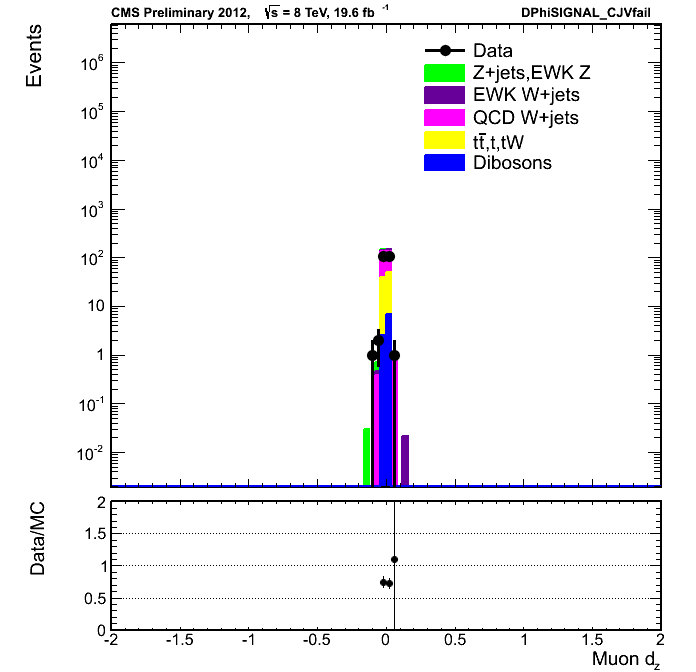 CMS Preliminary 2012, √s = 8 TeV, 19.6 fb⁻¹ DPhiSIGNAL_CJVfail
Events
Data
Z+jets,EWK Z
EWK W+jets
QCD W+jets
tt̅,t,tW
Dibosons
10⁶
10⁵
10⁴
10³
10²
10
1
10⁻¹
10⁻²
Data/MC
2
1.5
1
0.5
0
-2 -1.5 -1 -0.5 0 0.5 1 1.5 2
Muon d_z